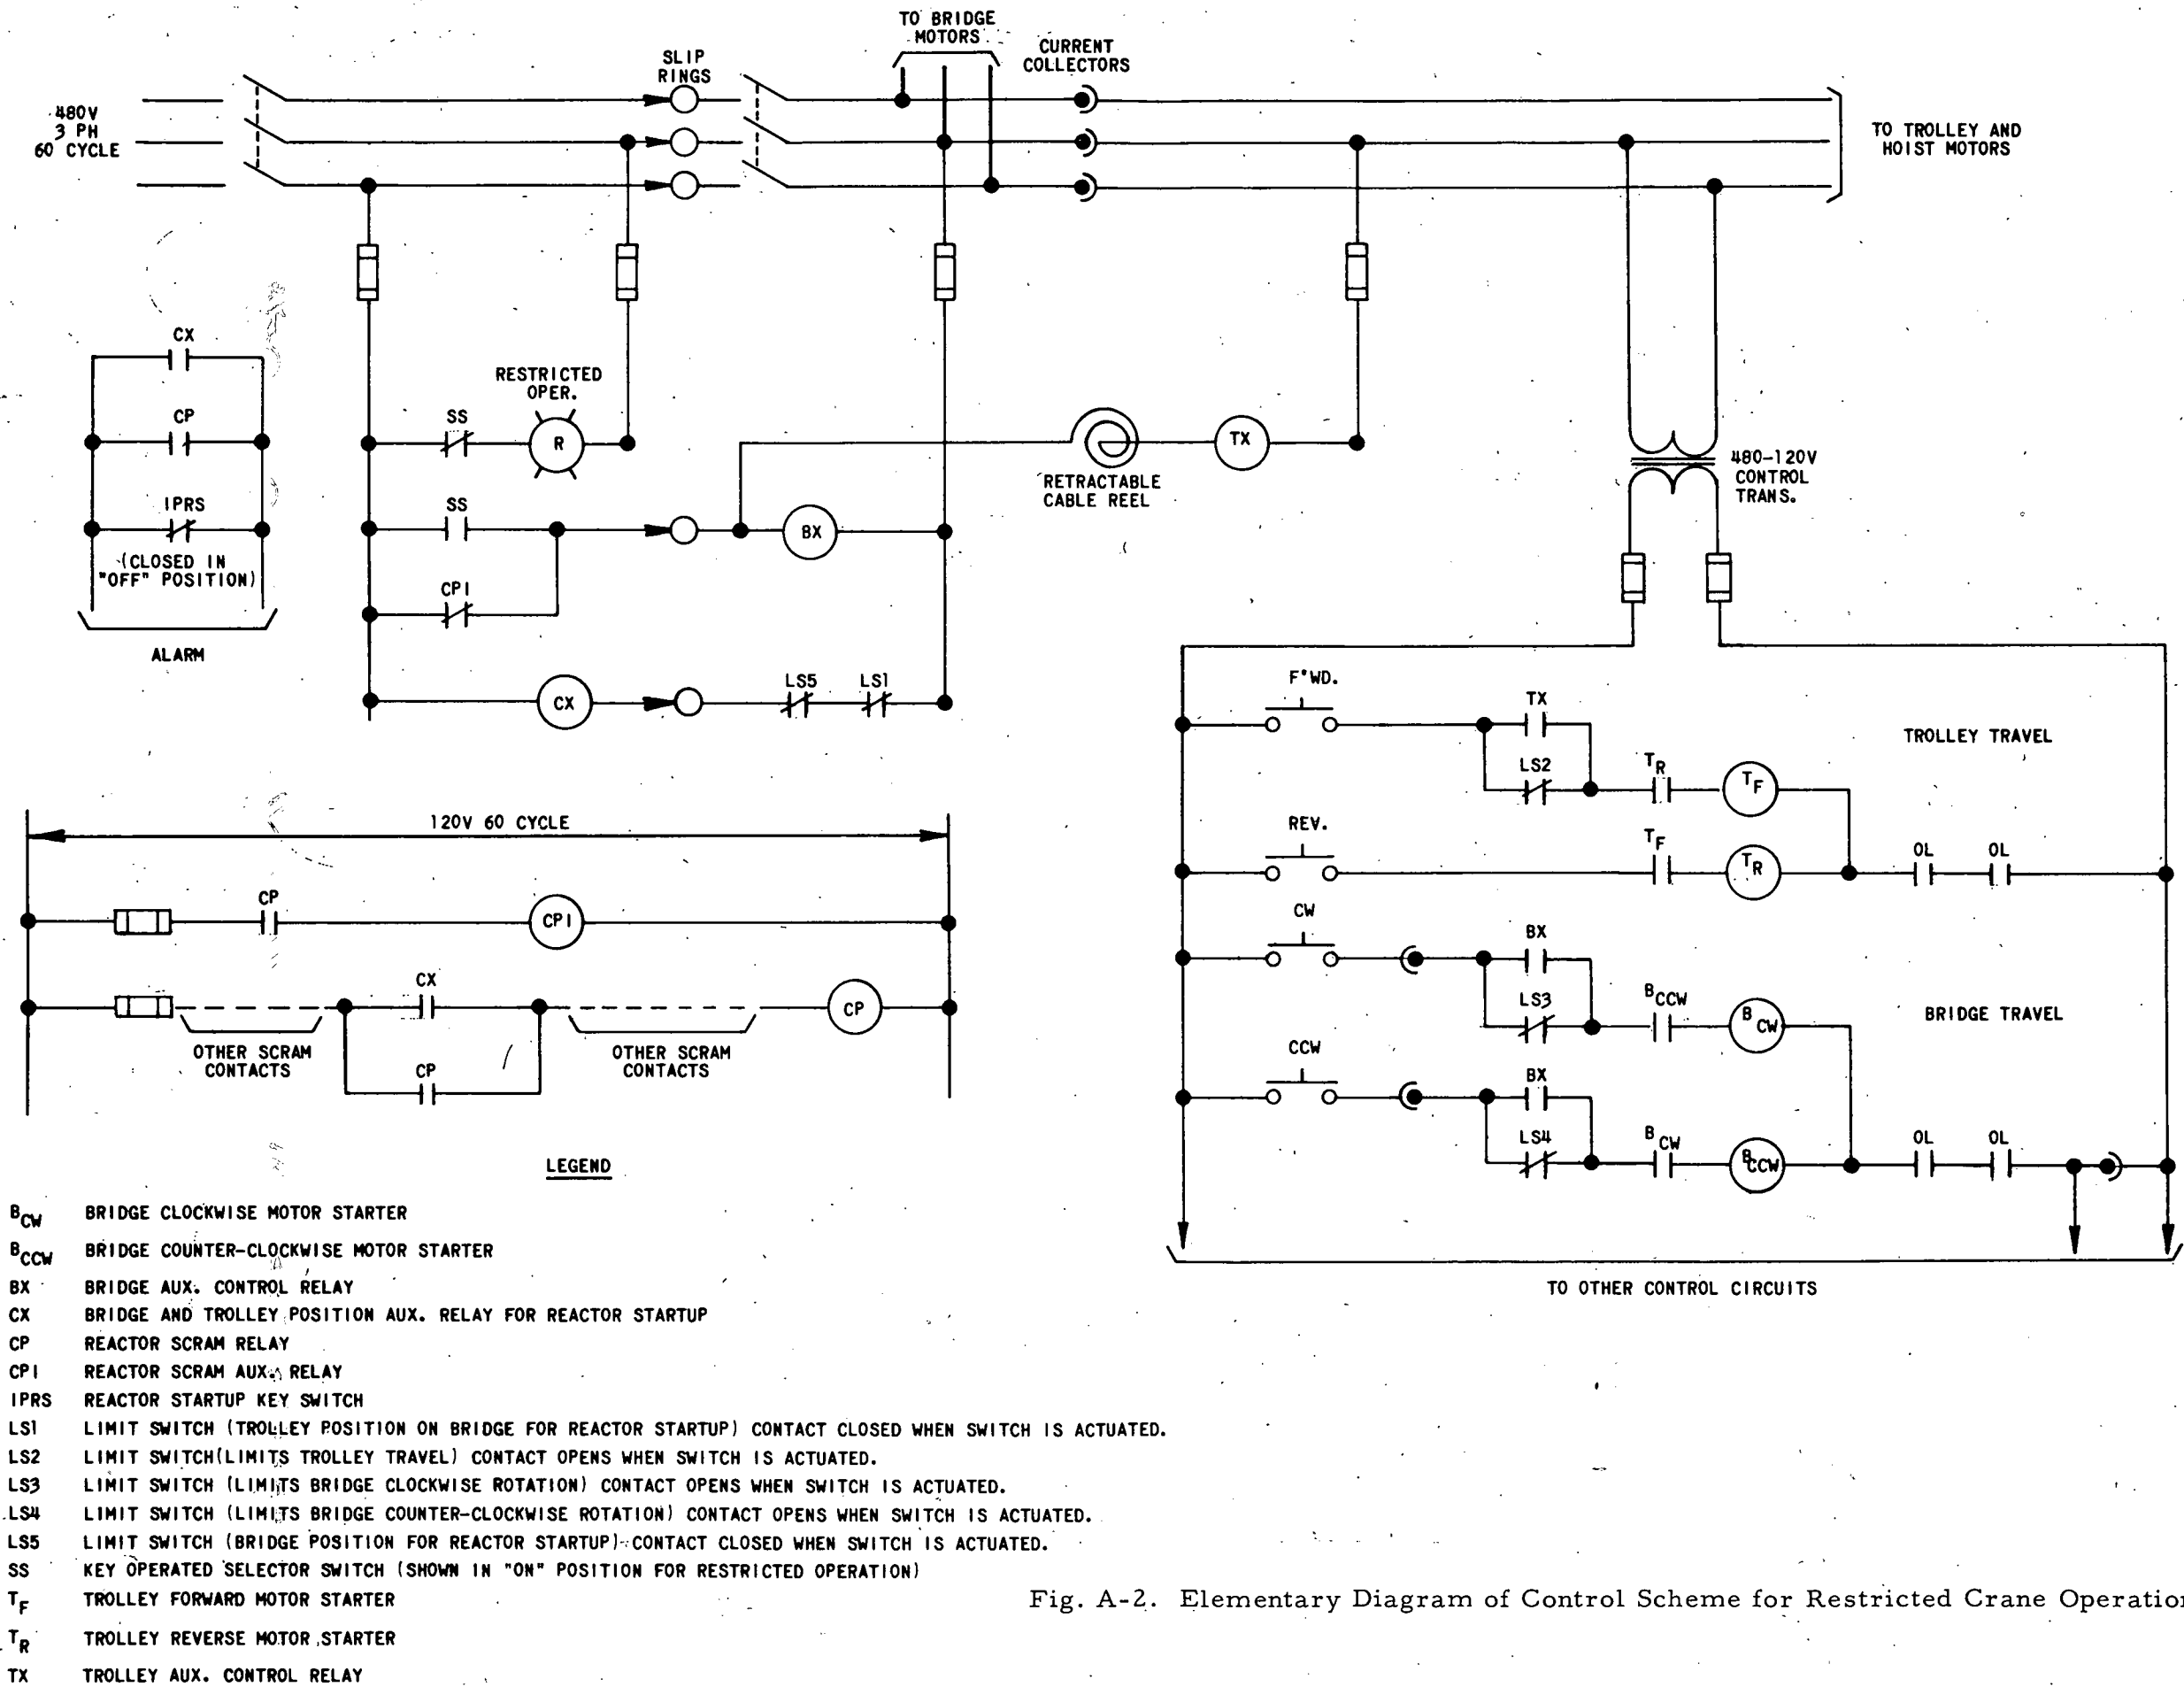 TO BRIDGE
MOTORS
CURRENT
COLLECTORS
SLIP
RINGS
480V
3 PH
60 CYCLE
TO TROLLEY AND
HOIST MOTORS
CX
CP
IPRS
(CLOSED IN
"OFF" POSITION)
ALARM
RESTRICTED
OPER.
SS
R
SS
BX
CPI
CX
LS5
LS1
RETRACTABLE
CABLE REEL
TX
480-120V
CONTROL
TRANS.
F'WD.
TX
LS2
TR
TF
TROLLEY TRAVEL
REV.
TF
TR
OL
OL
CW
BX
LS3
BCCW
BCW
BRIDGE TRAVEL
CCW
BX
LS4
BCW
BCCW
OL
OL
TO OTHER CONTROL CIRCUITS
120V 60 CYCLE
CP
CPI
CX
CP
CP
OTHER SCRAM
CONTACTS
OTHER SCRAM
CONTACTS
LEGEND
BCW BRIDGE CLOCKWISE MOTOR STARTER
BCCW BRIDGE COUNTER-CLOCKWISE MOTOR STARTER
BX BRIDGE AUX. CONTROL RELAY
CX BRIDGE AND TROLLEY POSITION AUX. RELAY FOR REACTOR STARTUP
CP REACTOR SCRAM RELAY
CPI REACTOR SCRAM AUX. RELAY
IPRS REACTOR STARTUP KEY SWITCH
LS1 LIMIT SWITCH (TROLLEY POSITION ON BRIDGE FOR REACTOR STARTUP) CONTACT CLOSED WHEN SWITCH IS ACTUATED.
LS2 LIMIT SWITCH(LIMITS TROLLEY TRAVEL) CONTACT OPENS WHEN SWITCH IS ACTUATED.
LS3 LIMIT SWITCH (LIMITS BRIDGE CLOCKWISE ROTATION) CONTACT OPENS WHEN SWITCH IS ACTUATED.
LS4 LIMIT SWITCH (LIMITS BRIDGE COUNTER-CLOCKWISE ROTATION) CONTACT OPENS WHEN SWITCH IS ACTUATED.
LS5 LIMIT SWITCH (BRIDGE POSITION FOR REACTOR STARTUP) CONTACT CLOSED WHEN SWITCH IS ACTUATED.
SS KEY OPERATED SELECTOR SWITCH (SHOWN IN "ON" POSITION FOR RESTRICTED OPERATION)
TF TROLLEY FORWARD MOTOR STARTER
TR TROLLEY REVERSE MOTOR STARTER
TX TROLLEY AUX. CONTROL RELAY
Fig. A-2. Elementary Diagram of Control Scheme for Restricted Crane Operation